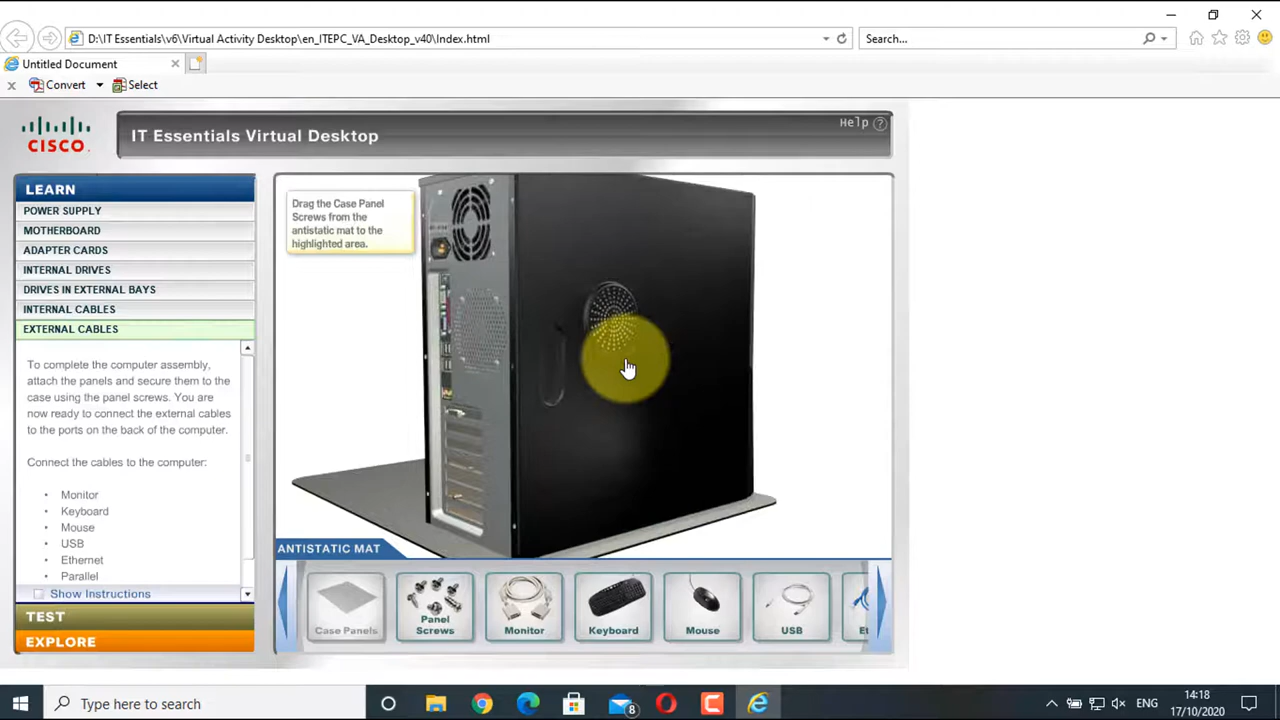 D:\IT Essentials\v6\Virtual Activity Desktop\en_ITEPC_VA_Desktop_v40\Index.html
Search...
Untitled Document
Convert
Select
CISCO
IT Essentials Virtual Desktop
Help ?
LEARN
POWER SUPPLY
MOTHERBOARD
ADAPTER CARDS
INTERNAL DRIVES
DRIVES IN EXTERNAL BAYS
INTERNAL CABLES
EXTERNAL CABLES
To complete the computer assembly,
attach the panels and secure them to the
case using the panel screws. You are
now ready to connect the external cables
to the ports on the back of the computer.
Connect the cables to the computer:
• Monitor
• Keyboard
• Mouse
• USB
• Ethernet
• Parallel
Show Instructions
TEST
EXPLORE
Drag the Case Panel
Screws from the
antistatic mat to the
highlighted area.
ANTISTATIC MAT
Case Panels
Panel
Screws
Monitor
Keyboard
Mouse
USB
Et
Type here to search
8
ENG
14:18
17/10/2020